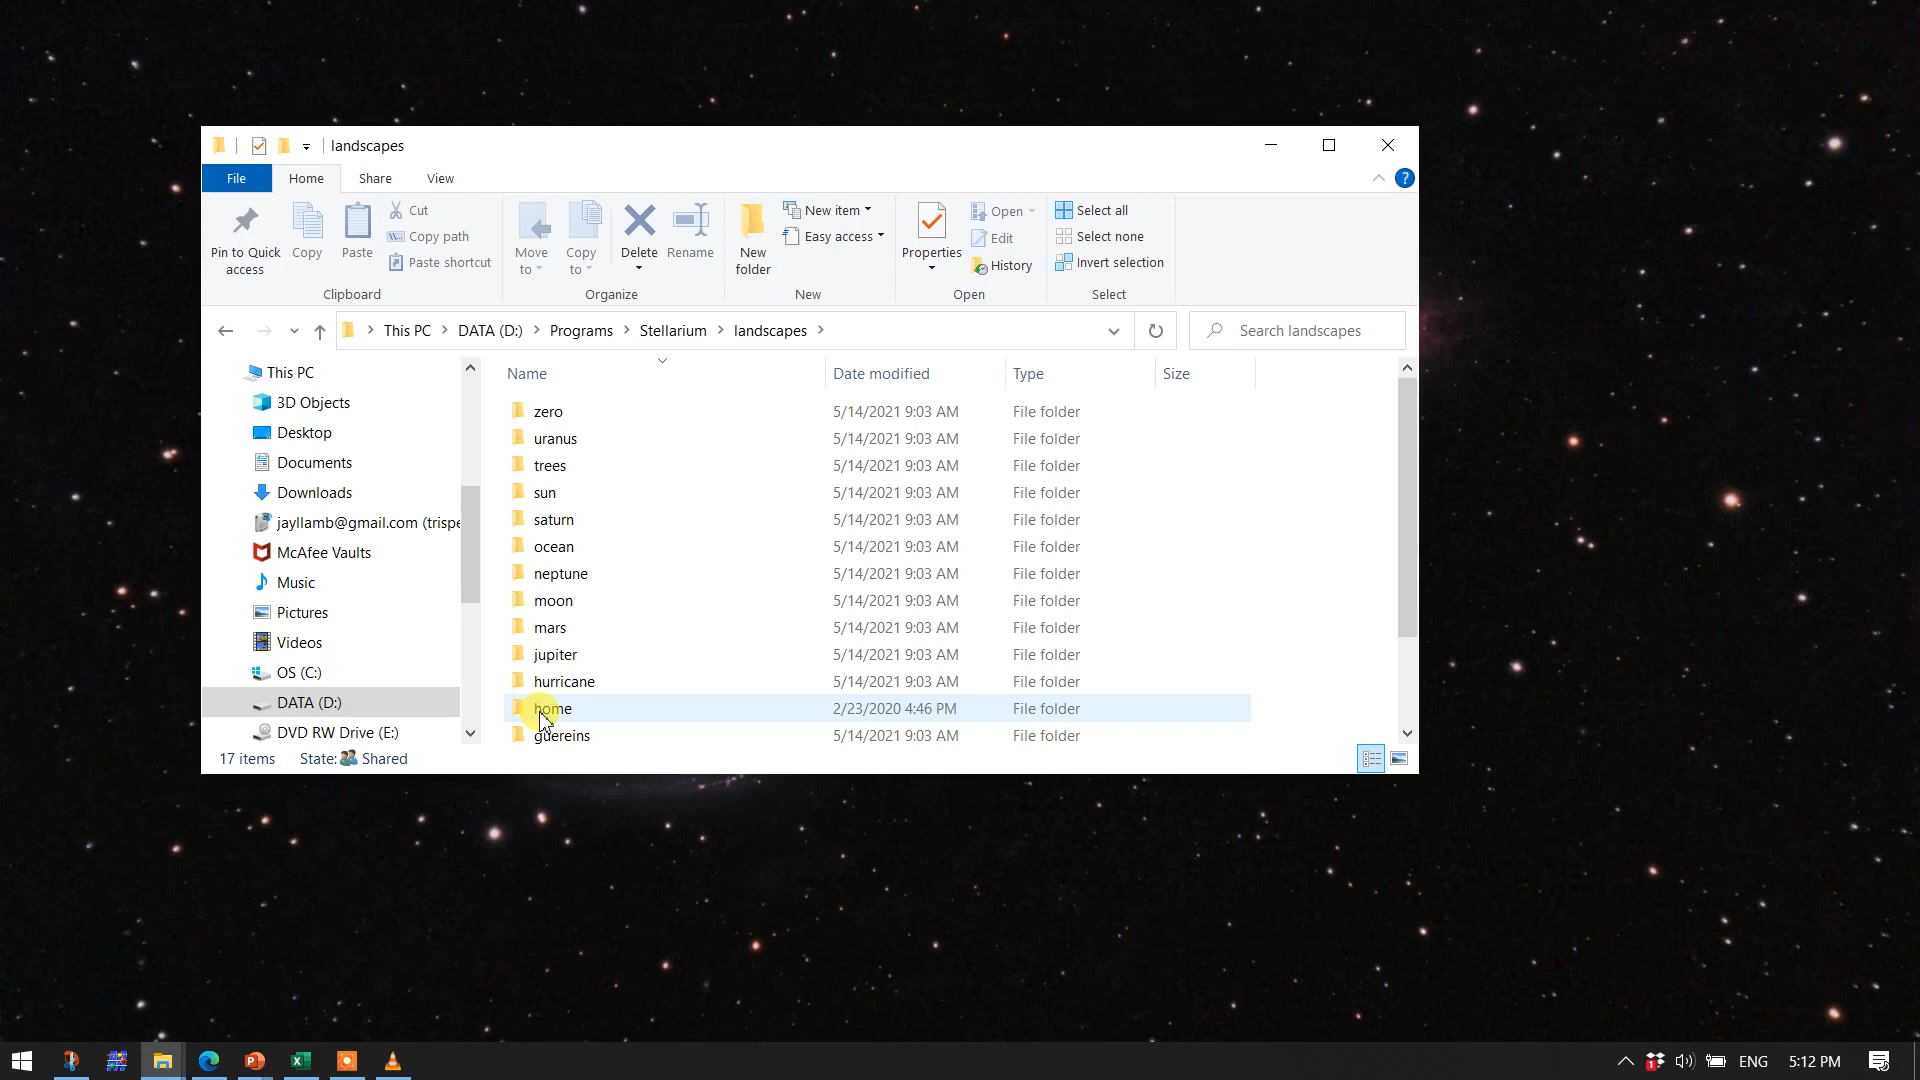 landscapes
File Home Share View
Pin to Quick access
Copy
Paste
Cut
Copy path
Paste shortcut
Clipboard
Move to
Copy to
Delete
Rename
Organize
New folder
New item
Easy access
New
Properties
Open
Edit
History
Open
Select all
Select none
Invert selection
Select
This PC DATA (D:) Programs Stellarium landscapes
Search landscapes
This PC
3D Objects
Desktop
Documents
Downloads
jayllamb@gmail.com (trispe
McAfee Vaults
Music
Pictures
Videos
OS (C:)
DATA (D:)
DVD RW Drive (E:)
Name Date modified Type Size
zero 5/14/2021 9:03 AM File folder
uranus 5/14/2021 9:03 AM File folder
trees 5/14/2021 9:03 AM File folder
sun 5/14/2021 9:03 AM File folder
saturn 5/14/2021 9:03 AM File folder
ocean 5/14/2021 9:03 AM File folder
neptune 5/14/2021 9:03 AM File folder
moon 5/14/2021 9:03 AM File folder
mars 5/14/2021 9:03 AM File folder
jupiter 5/14/2021 9:03 AM File folder
hurricane 5/14/2021 9:03 AM File folder
home 2/23/2020 4:46 PM File folder
guereins 5/14/2021 9:03 AM File folder
17 items State: Shared
ENG 5:12 PM